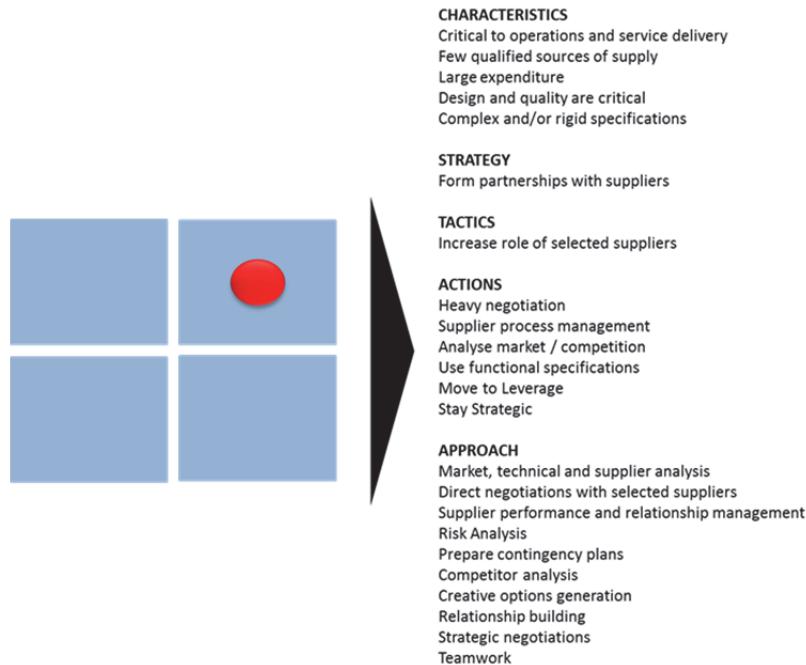 CHARACTERISTICS
Critical to operations and service delivery
Few qualified sources of supply
Large expenditure
Design and quality are critical
Complex and/or rigid specifications
STRATEGY
Form partnerships with suppliers
TACTICS
Increase role of selected suppliers
ACTIONS
Heavy negotiation
Supplier process management
Analyse market / competition
Use functional specifications
Move to Leverage
Stay Strategic
APPROACH
Market, technical and supplier analysis
Direct negotiations with selected suppliers
Supplier performance and relationship management
Risk Analysis
Prepare contingency plans
Competitor analysis
Creative options generation
Relationship building
Strategic negotiations
Teamwork